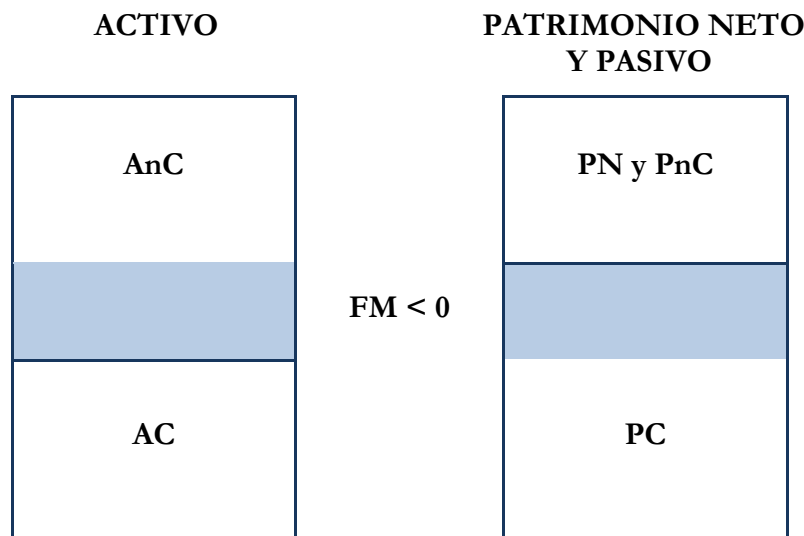 ACTIVO
PATRIMONIO NETO
Y PASIVO
AnC
PN y PnC
FM < 0
AC
PC